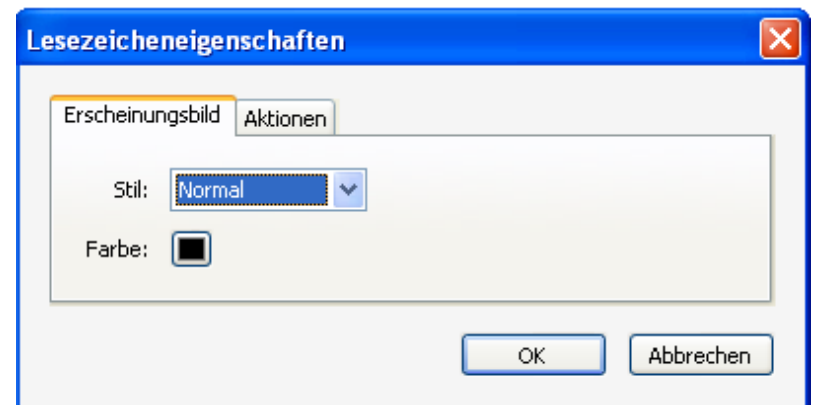 Lesezeicheneigenschaften
Erscheinungsbild Aktionen
Stil: Normal
Farbe:
OK Abbrechen